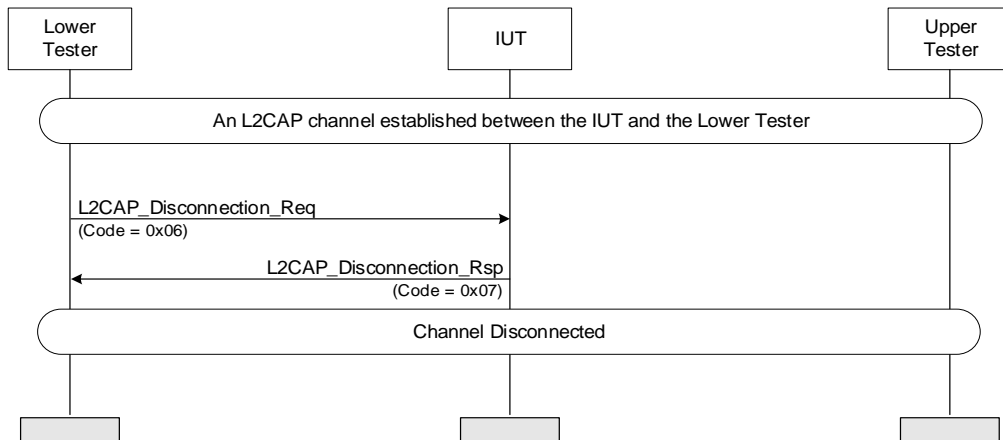 Lower
Tester
IUT
Upper
Tester
An L2CAP channel established between the IUT and the Lower Tester
L2CAP_Disconnection_Req
(Code = 0x06)
L2CAP_Disconnection_Rsp
(Code = 0x07)
Channel Disconnected